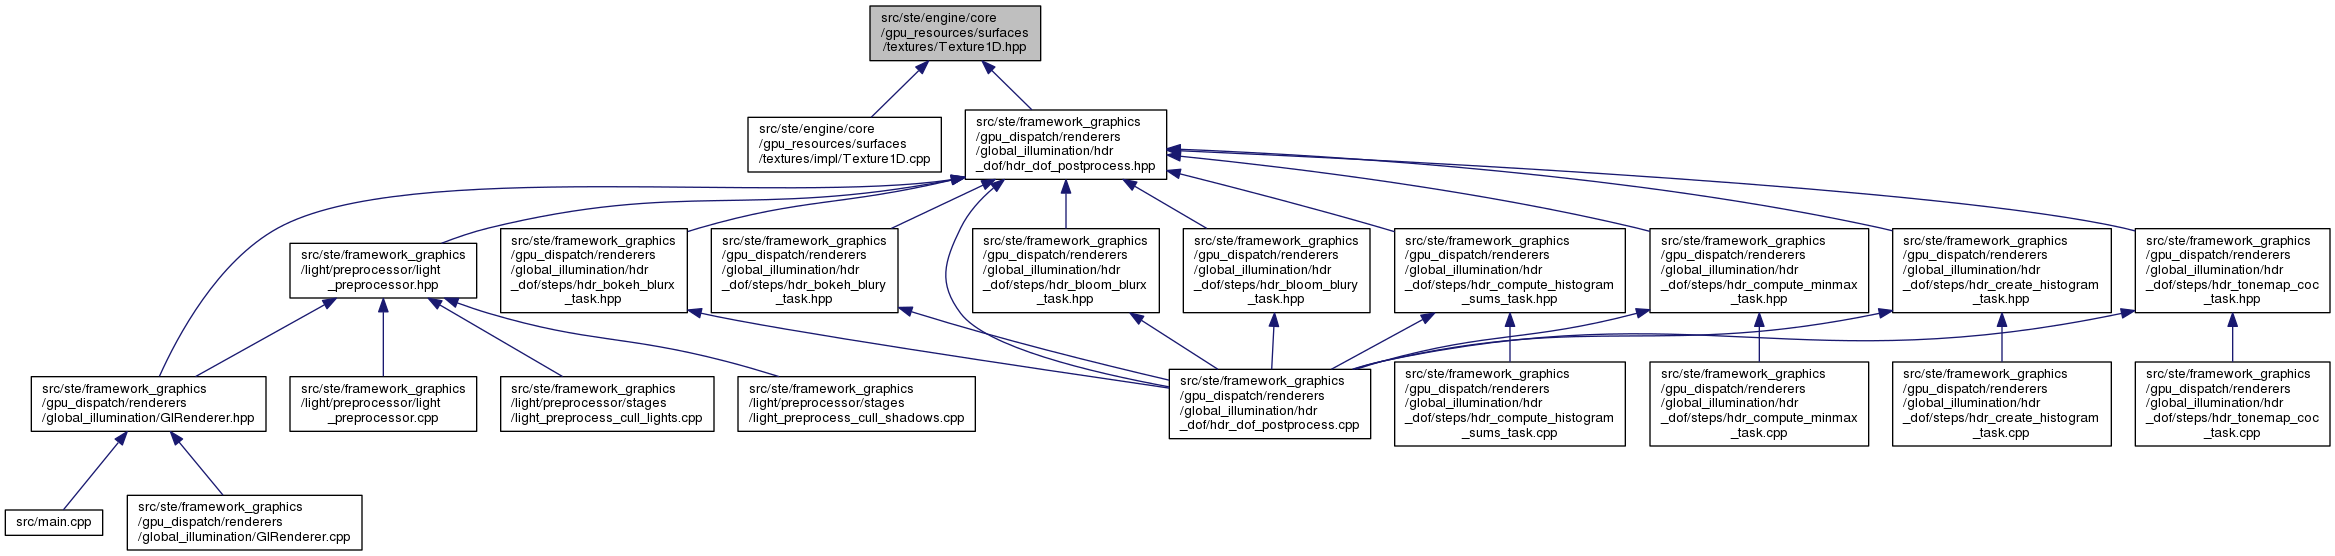 src/ste/engine/core
/gpu_resources/surfaces
/textures/Texture1D.hpp
src/ste/engine/core
/gpu_resources/surfaces
/textures/impl/Texture1D.cpp
src/ste/framework_graphics
/gpu_dispatch/renderers
/global_illumination/hdr
_dof/hdr_dof_postprocess.hpp
src/ste/framework_graphics
/light/preprocessor/light
_preprocessor.hpp
src/ste/framework_graphics
/gpu_dispatch/renderers
/global_illumination/hdr
_dof/steps/hdr_bokeh_blurx
_task.hpp
src/ste/framework_graphics
/gpu_dispatch/renderers
/global_illumination/hdr
_dof/steps/hdr_bokeh_blury
_task.hpp
src/ste/framework_graphics
/gpu_dispatch/renderers
/global_illumination/hdr
_dof/steps/hdr_bloom_blurx
_task.hpp
src/ste/framework_graphics
/gpu_dispatch/renderers
/global_illumination/hdr
_dof/steps/hdr_bloom_blury
_task.hpp
src/ste/framework_graphics
/gpu_dispatch/renderers
/global_illumination/hdr
_dof/steps/hdr_compute_histogram
_sums_task.hpp
src/ste/framework_graphics
/gpu_dispatch/renderers
/global_illumination/hdr
_dof/steps/hdr_compute_minmax
_task.hpp
src/ste/framework_graphics
/gpu_dispatch/renderers
/global_illumination/hdr
_dof/steps/hdr_create_histogram
_task.hpp
src/ste/framework_graphics
/gpu_dispatch/renderers
/global_illumination/hdr
_dof/steps/hdr_tonemap_coc
_task.hpp
src/ste/framework_graphics
/gpu_dispatch/renderers
/global_illumination/GIRenderer.hpp
src/ste/framework_graphics
/light/preprocessor/light
_preprocessor.cpp
src/ste/framework_graphics
/light/preprocessor/stages
/light_preprocess_cull_lights.cpp
src/ste/framework_graphics
/light/preprocessor/stages
/light_preprocess_cull_shadows.cpp
src/ste/framework_graphics
/gpu_dispatch/renderers
/global_illumination/hdr
_dof/hdr_dof_postprocess.cpp
src/ste/framework_graphics
/gpu_dispatch/renderers
/global_illumination/hdr
_dof/steps/hdr_compute_histogram
_sums_task.cpp
src/ste/framework_graphics
/gpu_dispatch/renderers
/global_illumination/hdr
_dof/steps/hdr_compute_minmax
_task.cpp
src/ste/framework_graphics
/gpu_dispatch/renderers
/global_illumination/hdr
_dof/steps/hdr_create_histogram
_task.cpp
src/ste/framework_graphics
/gpu_dispatch/renderers
/global_illumination/hdr
_dof/steps/hdr_tonemap_coc
_task.cpp
src/main.cpp
src/ste/framework_graphics
/gpu_dispatch/renderers
/global_illumination/GIRenderer.cpp